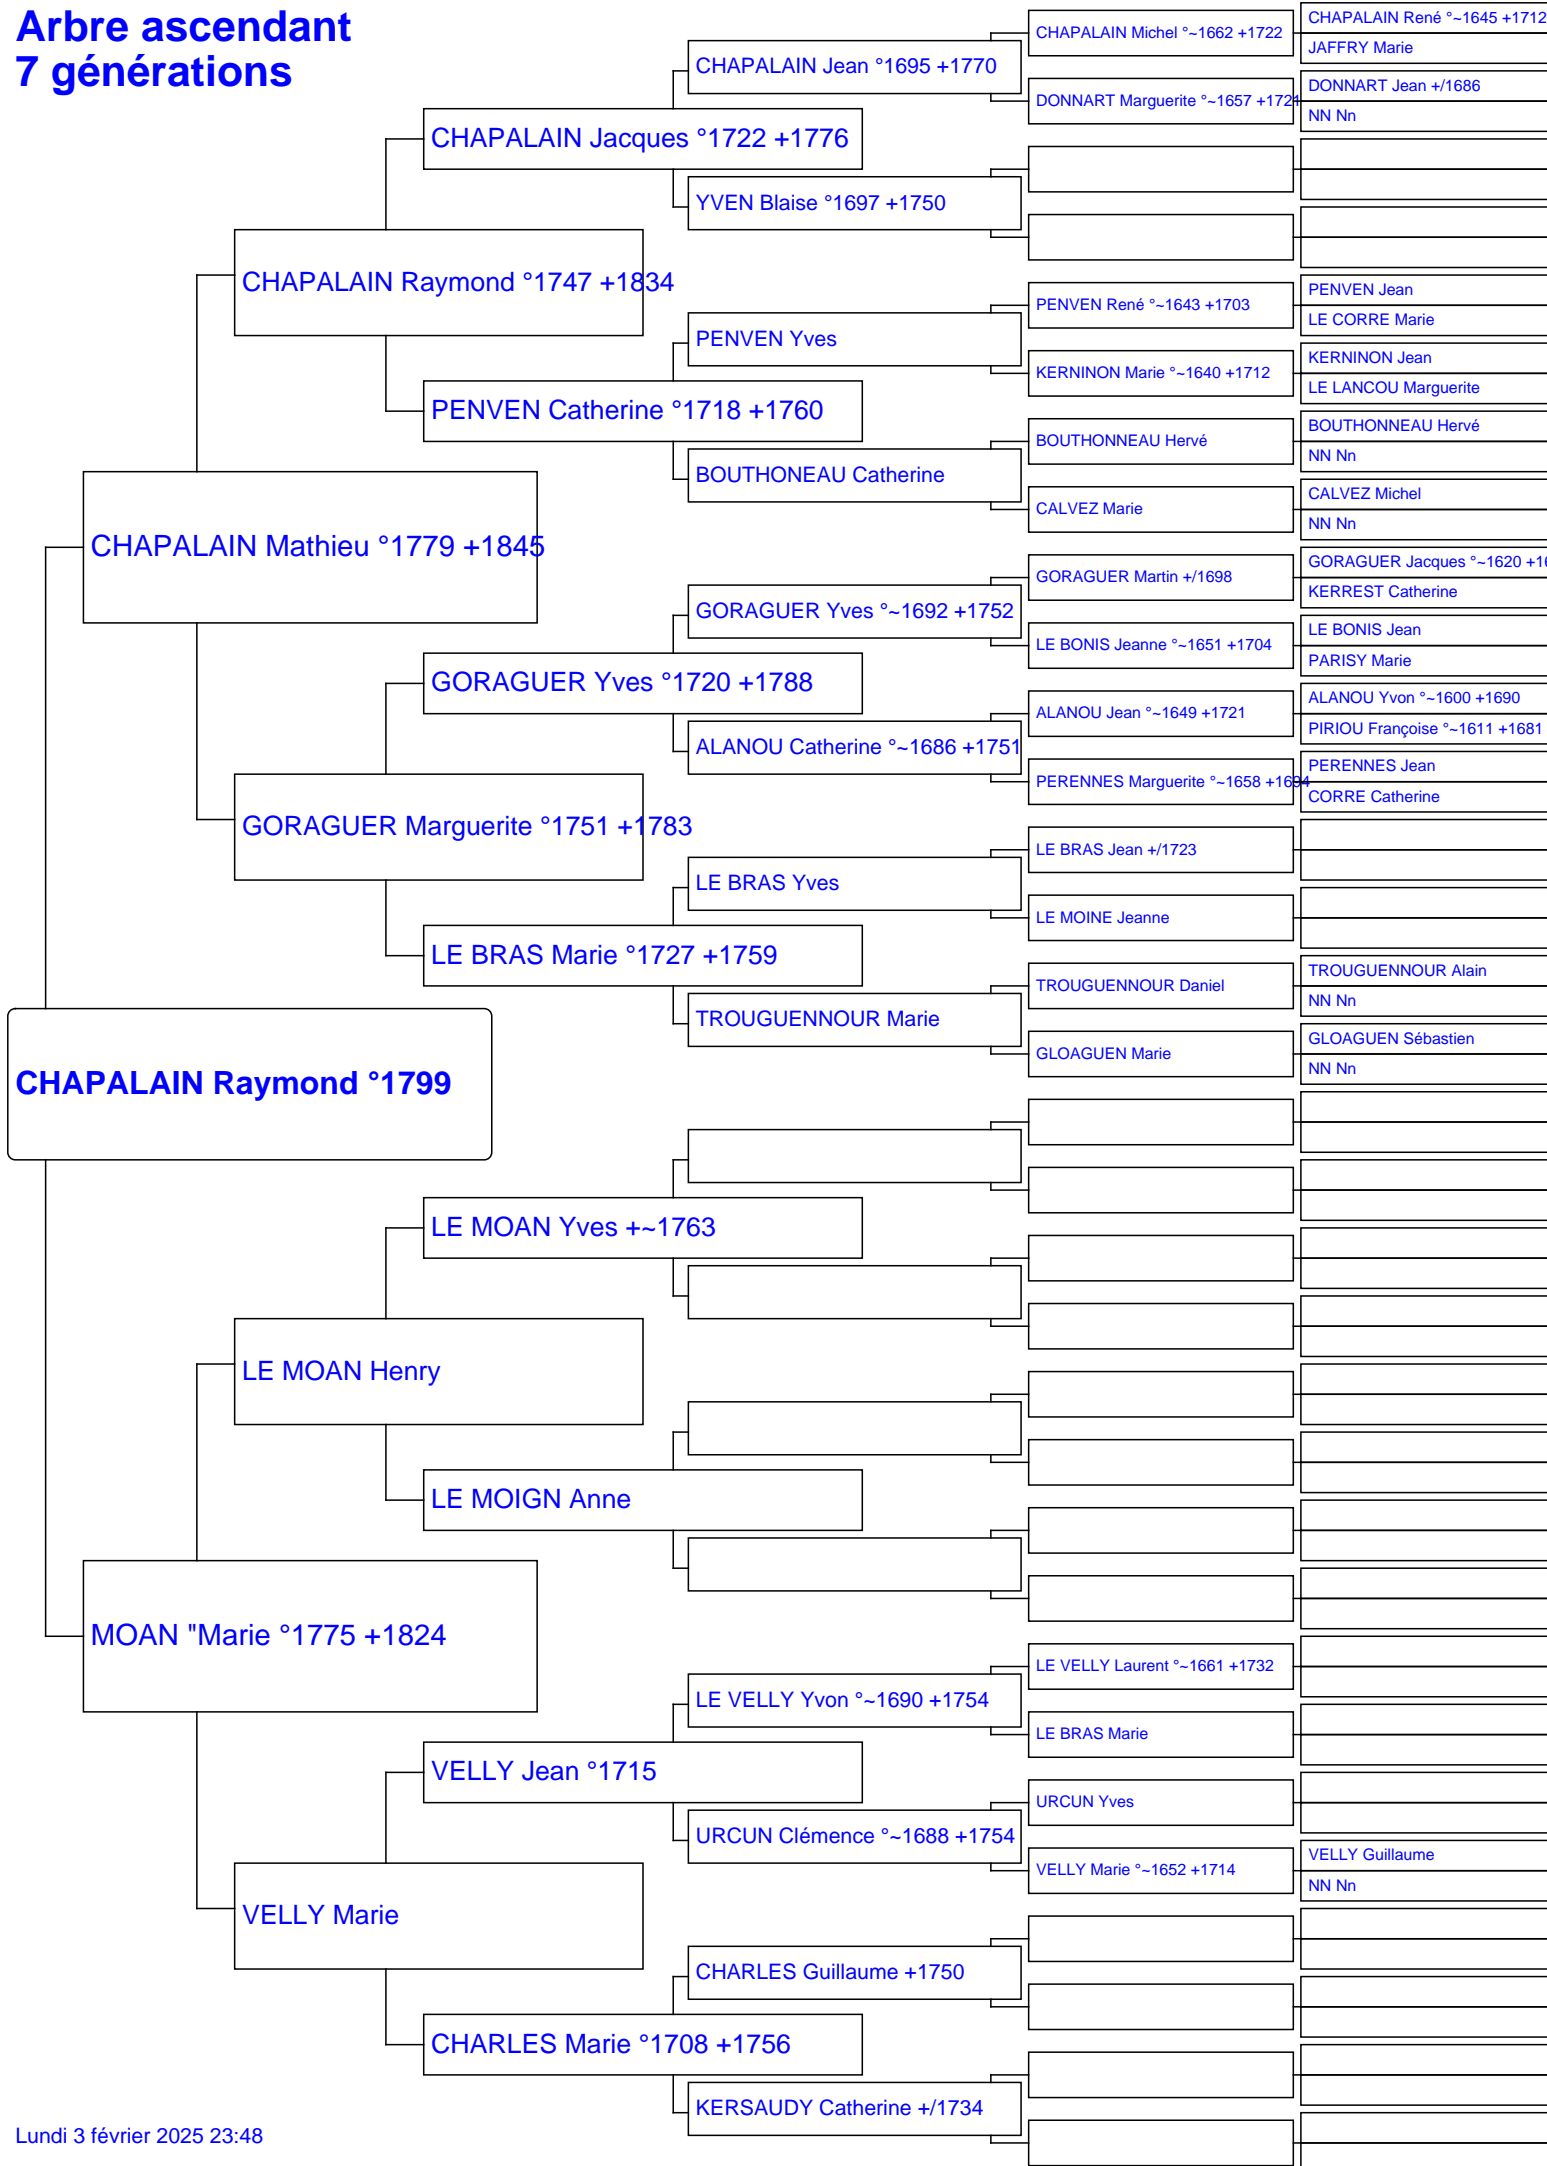 Arbre ascendant
7 générations
CHAPALAIN Raymond °1799
CHAPALAIN Mathieu °1779 +1845
MOAN "Marie °1775 +1824
CHAPALAIN Raymond °1747 +1834
GORAGUER Marguerite °1751 +1783
LE MOAN Henry
VELLY Marie
CHAPALAIN Jacques °1722 +1776
PENVEN Catherine °1718 +1760
GORAGUER Yves °1720 +1788
LE BRAS Marie °1727 +1759
LE MOAN Yves +~1763
LE MOIGN Anne
VELLY Jean °1715
CHARLES Marie °1708 +1756
CHAPALAIN Jean °1695 +1770
YVEN Blaise °1697 +1750
PENVEN Yves
BOUTHONEAU Catherine
GORAGUER Yves °~1692 +1752
ALANOU Catherine °~1686 +1751
LE BRAS Yves
TROUGUENNOUR Marie
LE VELLY Yvon °~1690 +1754
URCUN Clémence °~1688 +1754
CHARLES Guillaume +1750
KERSAUDY Catherine +/1734
CHAPALAIN Michel °~1662 +1722
DONNART Marguerite °~1657 +1721
PENVEN René °~1643 +1703
KERNINON Marie °~1640 +1712
BOUTHONNEAU Hervé
CALVEZ Marie
GORAGUER Martin +/1698
LE BONIS Jeanne °~1651 +1704
ALANOU Jean °~1649 +1721
PERENNES Marguerite °~1658 +1694
LE BRAS Jean +/1723
LE MOINE Jeanne
TROUGUENNOUR Daniel
GLOAGUEN Marie
LE VELLY Laurent °~1661 +1732
LE BRAS Marie
URCUN Yves
VELLY Marie °~1652 +1714
CHAPALAIN René °~1645 +1712
JAFFRY Marie
DONNART Jean +/1686
NN Nn
PENVEN Jean
LE CORRE Marie
KERNINON Jean
LE LANCOU Marguerite
BOUTHONNEAU Hervé
NN Nn
CALVEZ Michel
NN Nn
GORAGUER Jacques °~1620
KERREST Catherine
LE BONIS Jean
PARISY Marie
ALANOU Yvon °~1600 +1690
PIRIOU Françoise °~1611 +1681
PERENNES Jean
CORRE Catherine
TROUGUENNOUR Alain
NN Nn
GLOAGUEN Sébastien
NN Nn
VELLY Guillaume
NN Nn
Lundi 3 février 2025 23:48